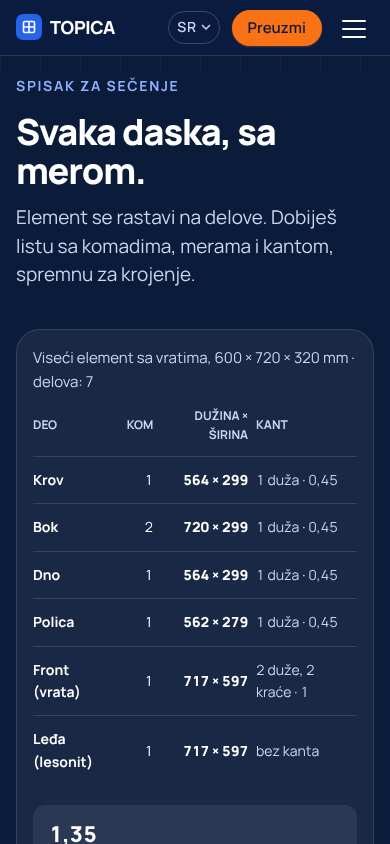 TOPICA
SR
Preuzmi
SPISAK ZA SEČENJE
Svaka daska, sa
merom.
Element se rastavi na delove. Dobiješ
listu sa komadima, merama i kantom,
spremnu za krojenje.
Viseći element sa vratima, 600 × 720 × 320 mm ·
delova: 7
DEO KOM DUŽINA × ŠIRINA KANT
Krov 1 564 × 299 1 duža · 0,45
Bok 2 720 × 299 1 duža · 0,45
Dno 1 564 × 299 1 duža · 0,45
Polica 1 562 × 279 1 duža · 0,45
Front (vrata) 1 717 × 597 2 duže, 2 kraće · 1
Leđa (lesonit) 1 717 × 597 bez kanta
1,35